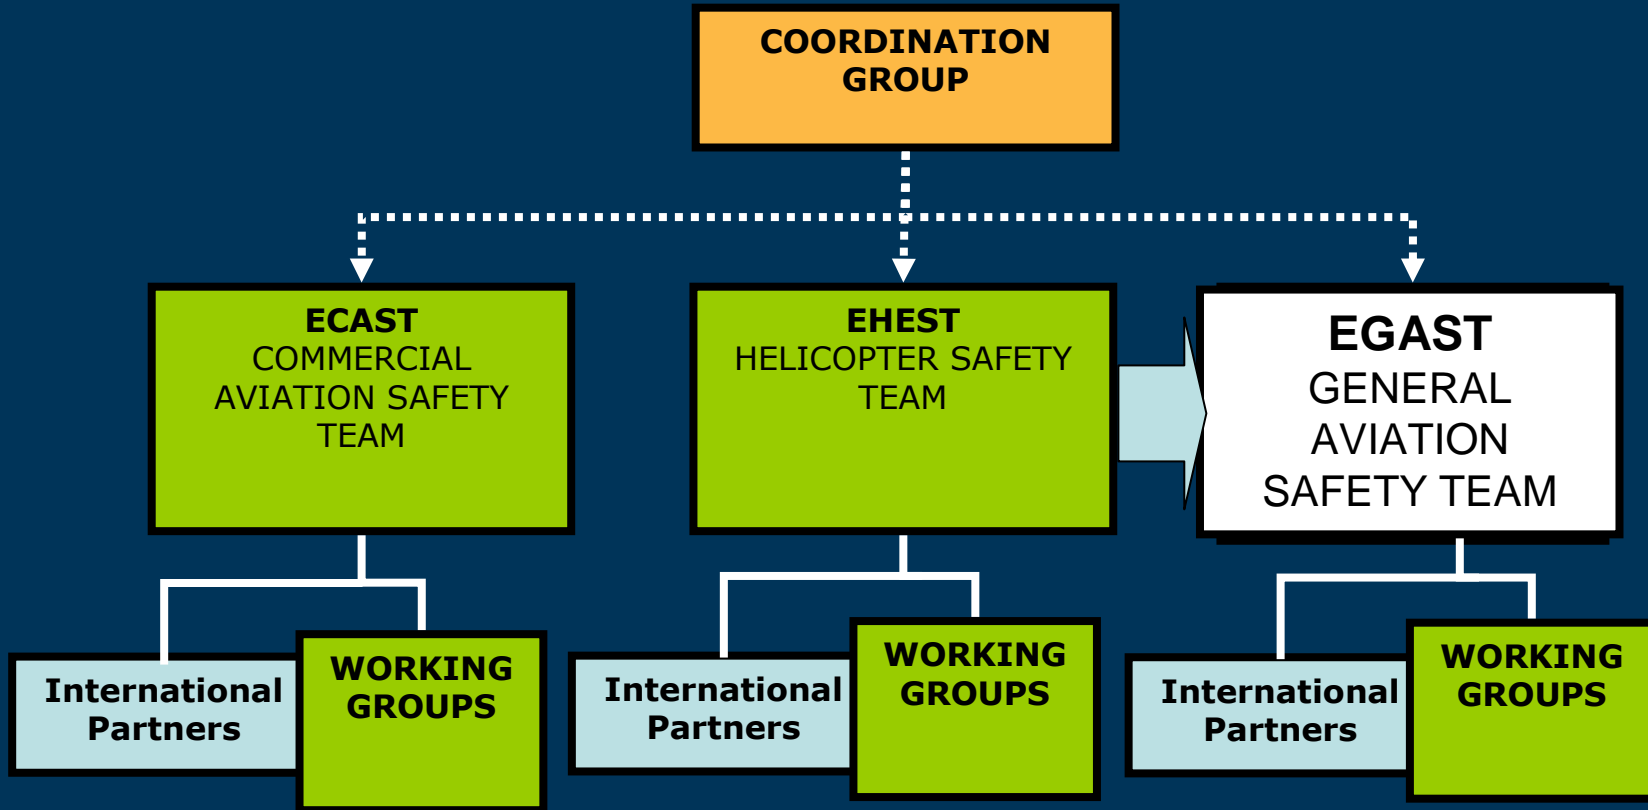 COORDINATION
GROUP
ECAST
COMMERCIAL
AVIATION SAFETY
TEAM
EHEST
HELICOPTER SAFETY
TEAM
EGAST
GENERAL
AVIATION
SAFETY TEAM
International
Partners
WORKING
GROUPS
International
Partners
WORKING
GROUPS
International
Partners
WORKING
GROUPS